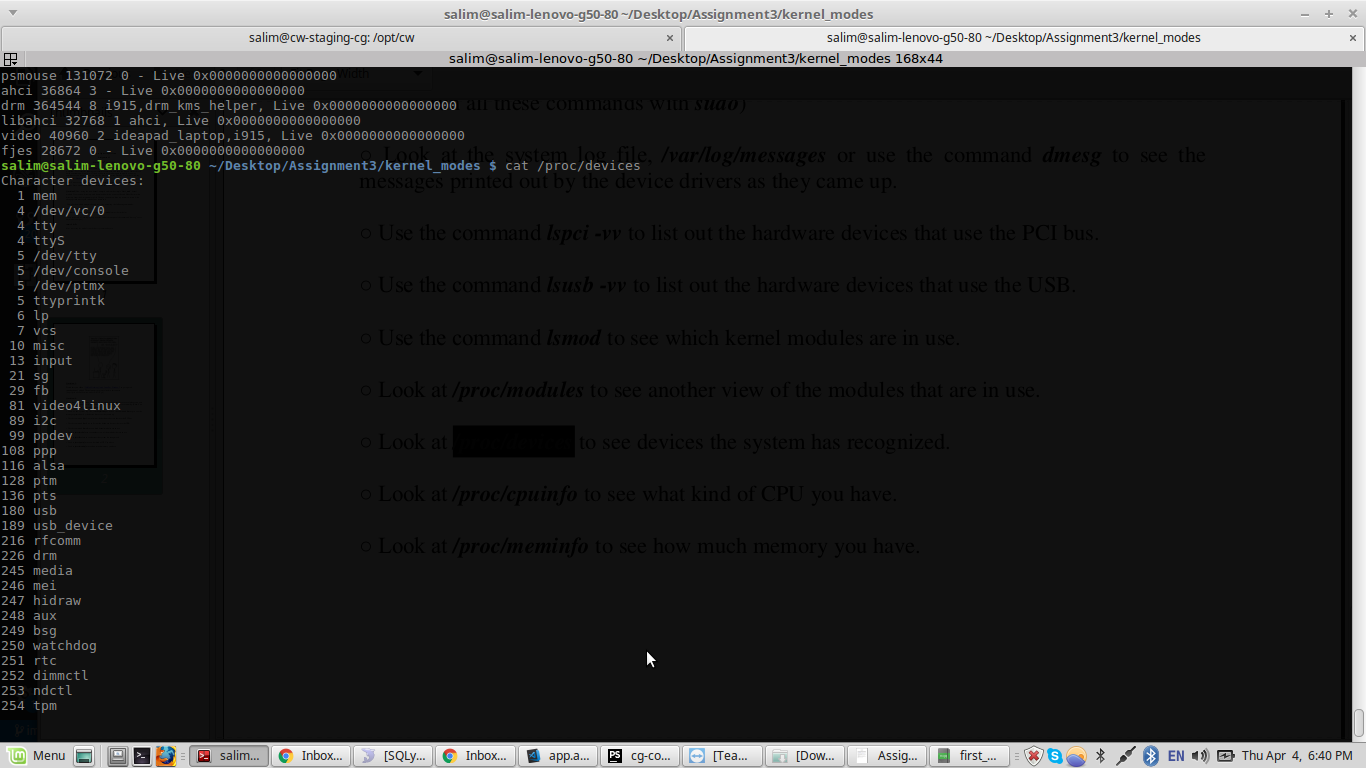 salim@salim-lenovo-g50-80 ~/Desktop/Assignment3/kernel_modes
salim@cw-staging-cg: /opt/cw
salim@salim-lenovo-g50-80 ~/Desktop/Assignment3/kernel_modes
salim@salim-lenovo-g50-80 ~/Desktop/Assignment3/kernel_modes 168x44
psmouse 131072 0 - Live 0x0000000000000000
ahci 36864 3 - Live 0x0000000000000000
drm 364544 8 i915,drm_kms_helper, Live 0x0000000000000000
libahci 32768 1 ahci, Live 0x0000000000000000
video 40960 2 ideapad_laptop,i915, Live 0x0000000000000000
fjes 28672 0 - Live 0x0000000000000000
salim@salim-lenovo-g50-80 ~/Desktop/Assignment3/kernel_modes $ cat /proc/devices
Character devices:
1 mem
4 /dev/vc/0
4 tty
4 ttyS
5 /dev/tty
5 /dev/console
5 /dev/ptmx
5 ttyprintk
6 lp
7 vcs
10 misc
13 input
21 sg
29 fb
81 video4linux
89 i2c
99 ppdev
108 ppp
116 alsa
128 ptm
136 pts
180 usb
189 usb_device
216 rfcomm
226 drm
245 media
246 mei
247 hidraw
248 aux
249 bsg
250 watchdog
251 rtc
252 dimmctl
253 ndctl
254 tpm
all these commands with sudo)
○ Look at the system log file, /var/log/messages or use the command dmesg to see the
messages printed out by the device drivers as they came up.
○ Use the command lspci -vv to list out the hardware devices that use the PCI bus.
○ Use the command lsusb -vv to list out the hardware devices that use the USB.
○ Use the command lsmod to see which kernel modules are in use.
○ Look at /proc/modules to see another view of the modules that are in use.
○ Look at to see devices the system has recognized.
○ Look at /proc/cpuinfo to see what kind of CPU you have.
○ Look at /proc/meminfo to see how much memory you have.
Menu
salim...
Inbox...
[SQLy...
Inbox...
app.a...
cg-co...
[Tea...
[Dow...
Assig...
first_...
EN
Thu Apr 4, 6:40 PM